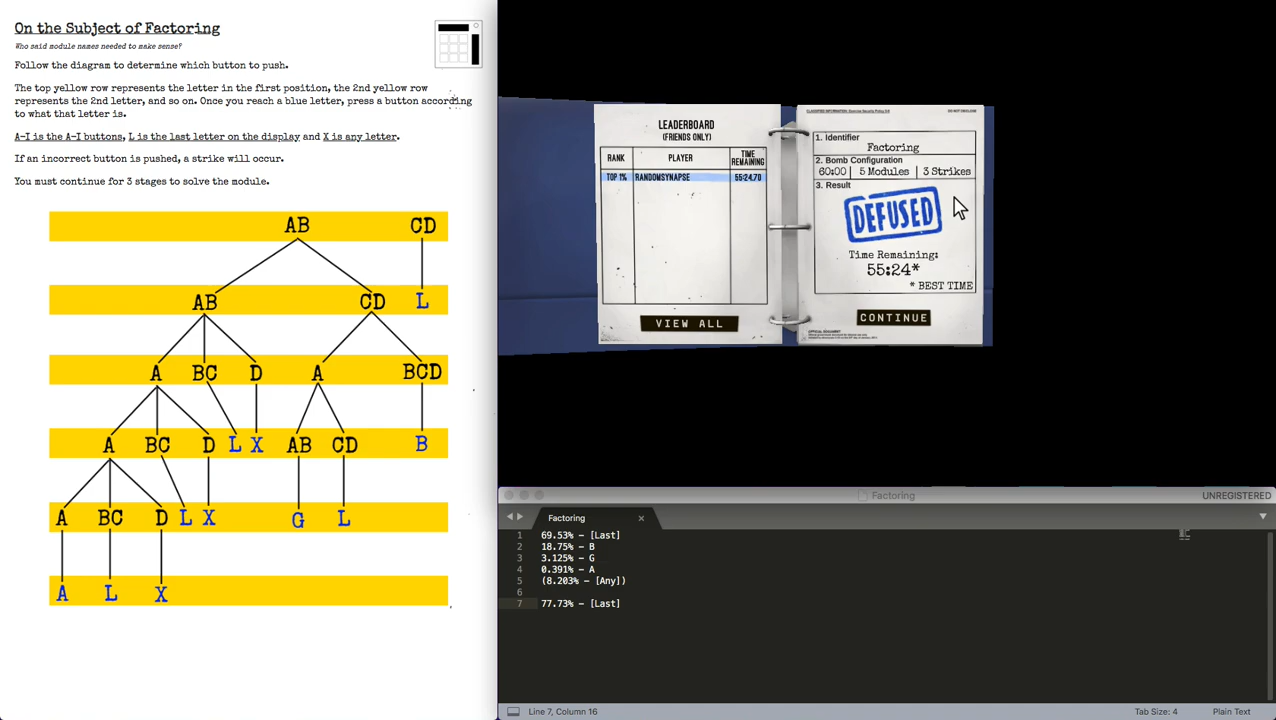 On the Subject of Factoring
Who said module names needed to make sense?
Follow the diagram to determine which button to push.
The top yellow row represents the letter in the first position, the 2nd yellow row
represents the 2nd letter, and so on. Once you reach a blue letter, press a button according
to what that letter is.
A-I is the A-I buttons, L is the last letter on the display and X is any letter.
If an incorrect button is pushed, a strike will occur.
You must continue for 3 stages to solve the module.
AB CD
AB CD L
A BC D A BCD
A BC D L X AB CD B
A BC D L X G L
A L X
LEADERBOARD
(FRIENDS ONLY)
RANK PLAYER TIME REMAINING
TOP 1% RANDOMSYNAPSE 55:24.70
VIEW ALL
1. Identifier
Factoring
2. Bomb Configuration
60:00 5 Modules 3 Strikes
3. Result
DEFUSED
Time Remaining:
55:24*
* BEST TIME
CONTINUE
Factoring
UNREGISTERED
Factoring
1 69.53% - [Last]
2 18.75% - B
3 3.125% - G
4 0.391% - A
5 (8.203% - [Any])
6
7 77.73% - [Last]
Line 7, Column 16
Tab Size: 4
Plain Text